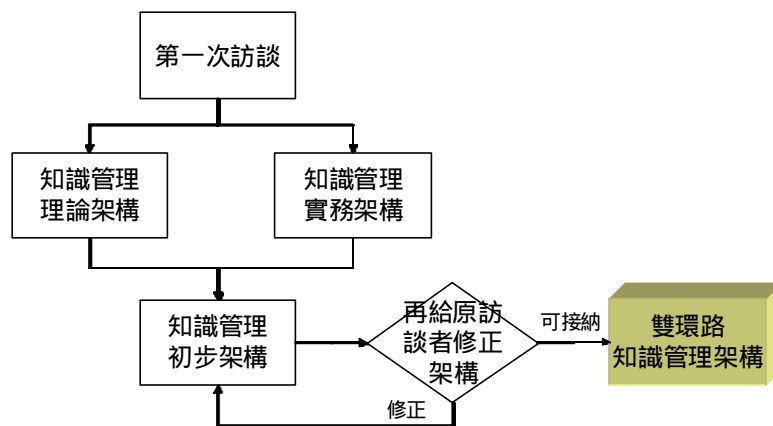 第一次訪談
知識管理
理論架構
知識管理
實務架構
知識管理
初步架構
再給原訪
談者修正
架構
可接納
雙環路
知識管理架構
修正